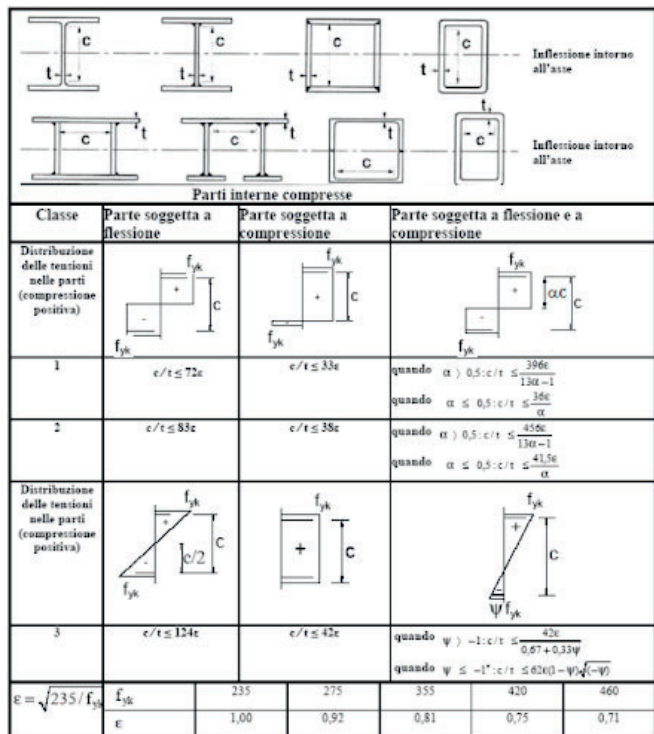 c c c c
t t t t
Inflessione intorno
all'asse
c c c c
t t t t
Inflessione intorno
all'asse
Parti interne compresse
Classe Parte soggetta a flessione Parte soggetta a compressione Parte soggetta a flessione e a compressione
Distribuzione
delle tensioni
nelle parti
(compressione
positiva)
fyk + c - fyk
fyk + c
fyk + αc c - fyk
1 c/t ≤ 72ε c/t ≤ 33ε quando α > 0,5:c/t ≤ 396ε/(13α-1)
quando α ≤ 0,5:c/t ≤ 36ε/α
2 c/t ≤ 83ε c/t ≤ 38ε quando α > 0,5:c/t ≤ 456ε/(13α-1)
quando α ≤ 0,5:c/t ≤ 41,5ε/α
Distribuzione
delle tensioni
nelle parti
(compressione
positiva)
fyk + c c/2 - fyk
fyk + c
fyk + c - ψ fyk
3 c/t ≤ 124ε c/t ≤ 42ε quando ψ > -1:c/t ≤ 42ε/(0,67+0,33ψ)
quando ψ ≤ -1*:c/t ≤ 62ε(1-ψ)√(-ψ)
ε = √235/fyk fyk 235 275 355 420 460
ε 1,00 0,92 0,81 0,75 0,71